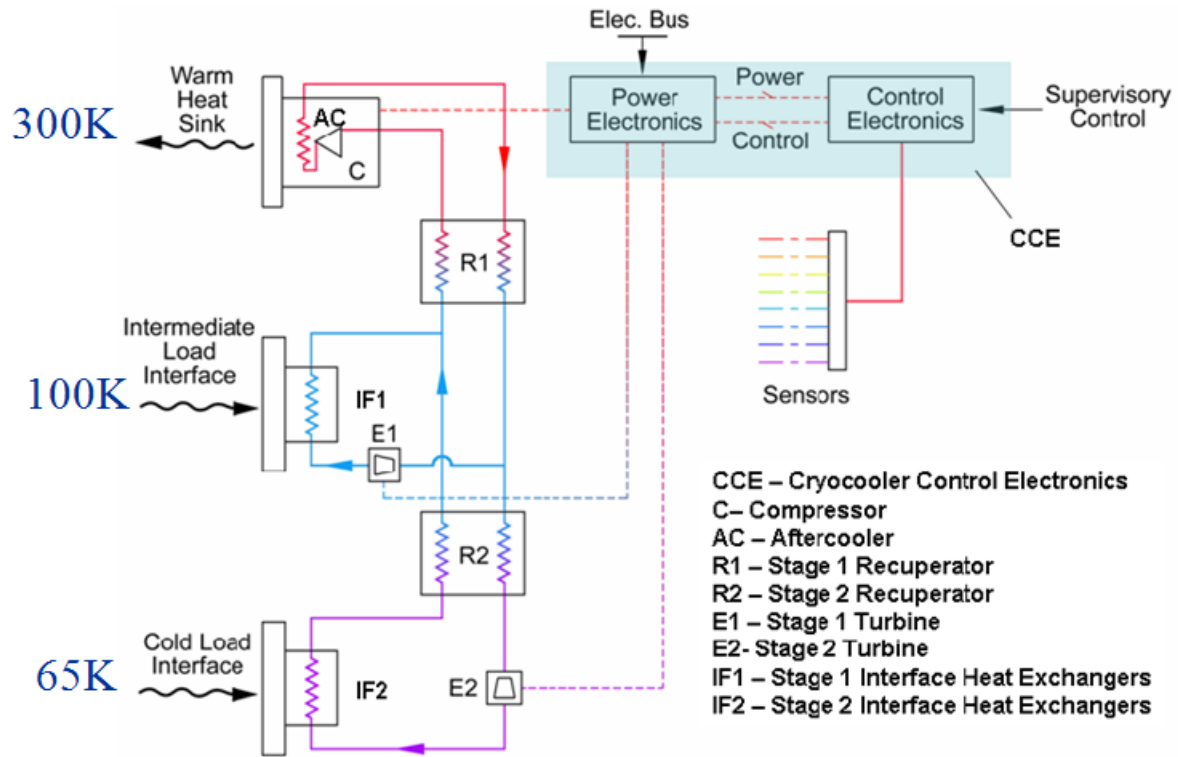 Elec. Bus
Warm
Heat
Sink
300K
AC
C
Power
Electronics
Power
Control
Control
Electronics
Supervisory
Control
CCE
R1
Sensors
Intermediate
Load
Interface
100K
IF1
E1
R2
Cold Load
Interface
65K
IF2
E2
CCE – Cryocooler Control Electronics
C– Compressor
AC – Aftercooler
R1 – Stage 1 Recuperator
R2 – Stage 2 Recuperator
E1 – Stage 1 Turbine
E2- Stage 2 Turbine
IF1 – Stage 1 Interface Heat Exchangers
IF2 – Stage 2 Interface Heat Exchangers